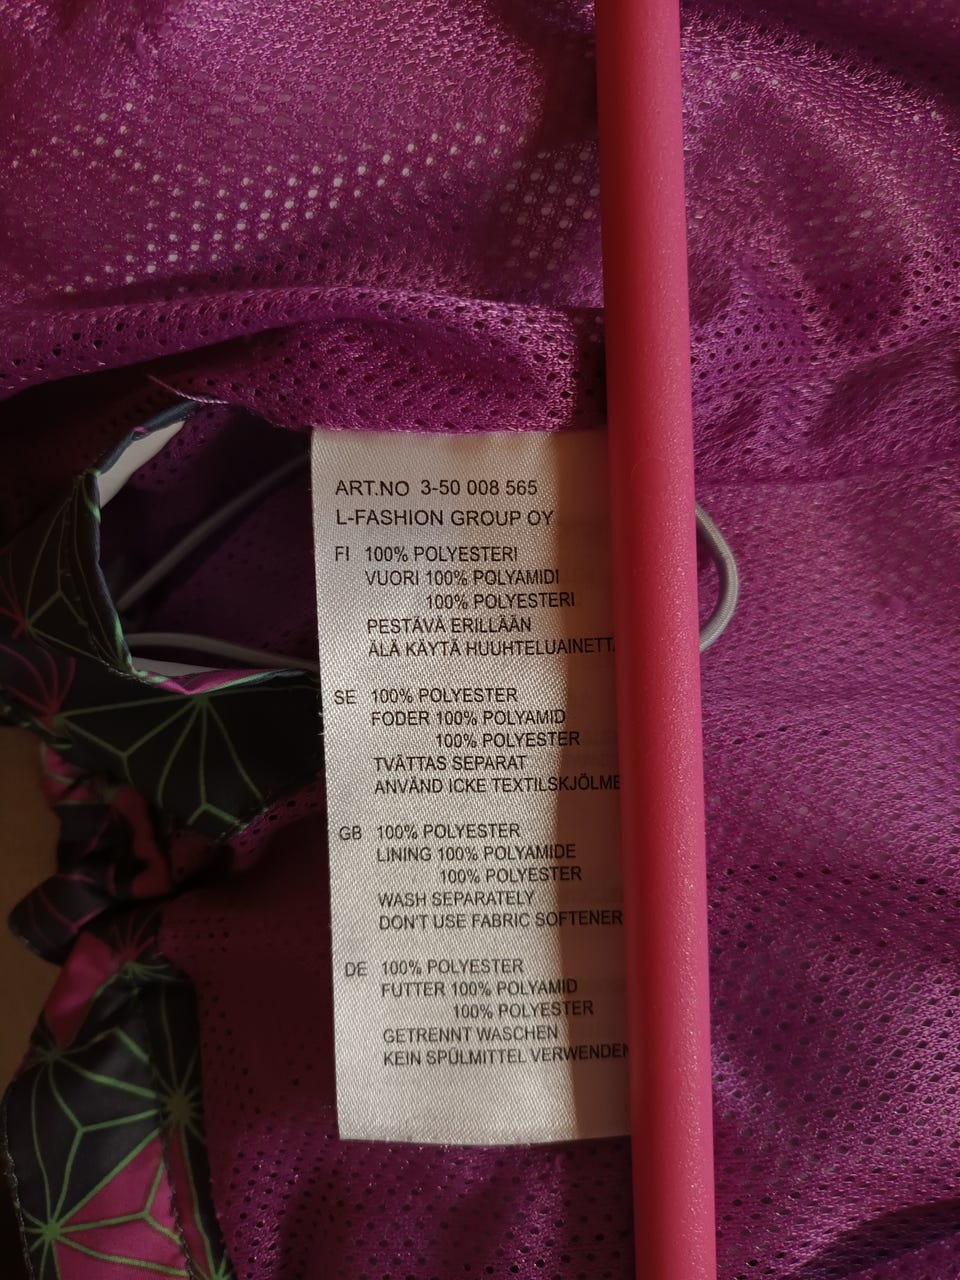 ART.NO 3-50 008 565
L-FASHION GROUP OY
FI 100% POLYESTERI
VUORI 100% POLYAMIDI
100% POLYESTERI
PESTÄVÄ ERILLÄÄN
ÄLÄ KÄYTÄ HUUHTELUAINETT
SE 100% POLYESTER
FODER 100% POLYAMID
100% POLYESTER
TVÄTTAS SEPARAT
ANVÄND ICKE TEXTILSKJÖLME
GB 100% POLYESTER
LINING 100% POLYAMIDE
100% POLYESTER
WASH SEPARATELY
DON'T USE FABRIC SOFTENER
DE 100% POLYESTER
FUTTER 100% POLYAMID
100% POLYESTER
GETRENNT WASCHEN
KEIN SPÜLMITTEL VERWENDEN